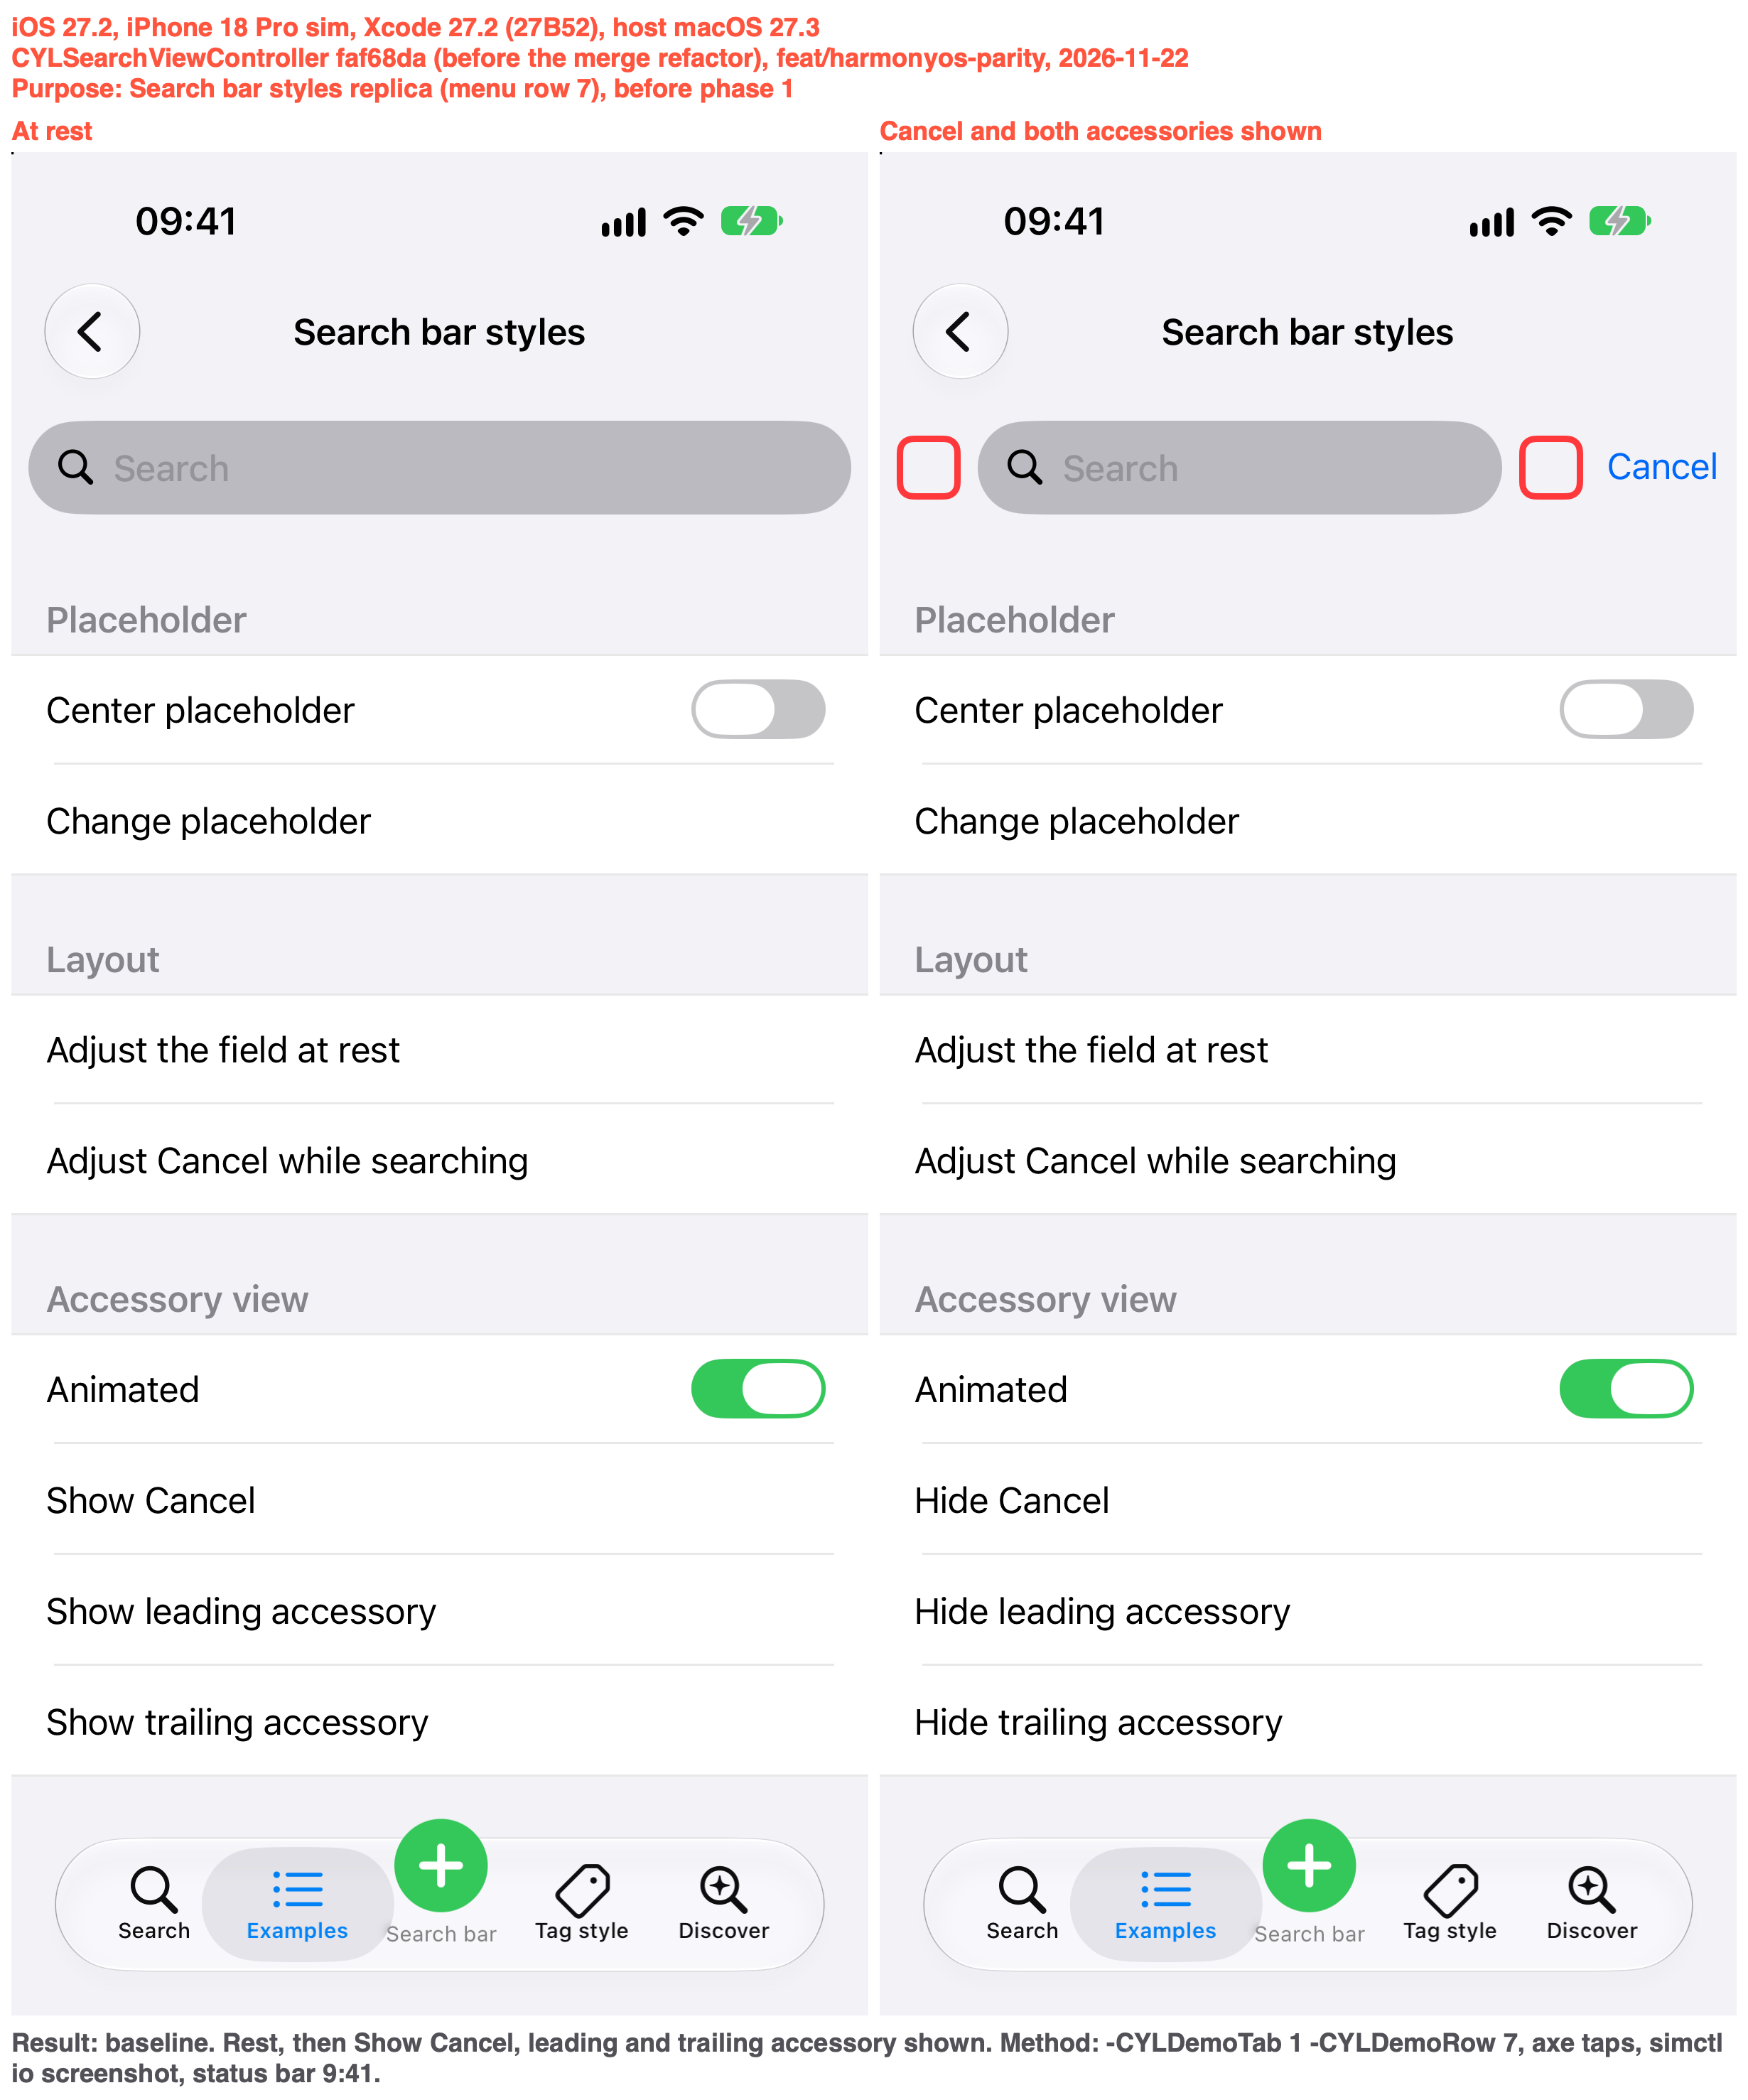 iOS 27.2, iPhone 18 Pro sim, Xcode 27.2 (27B52), host macOS 27.3
CYLSearchViewController faf68da (before the merge refactor), feat/harmonyos-parity, 2026-11-22
Purpose: Search bar styles replica (menu row 7), before phase 1
At rest
09:41
Search bar styles
Search
Placeholder
Center placeholder
Change placeholder
Layout
Adjust the field at rest
Adjust Cancel while searching
Accessory view
Animated
Show Cancel
Show leading accessory
Show trailing accessory
Search
Examples
Search bar
Tag style
Discover
Cancel and both accessories shown
09:41
Search bar styles
Search
Cancel
Placeholder
Center placeholder
Change placeholder
Layout
Adjust the field at rest
Adjust Cancel while searching
Accessory view
Animated
Hide Cancel
Hide leading accessory
Hide trailing accessory
Search
Examples
Search bar
Tag style
Discover
Result: baseline. Rest, then Show Cancel, leading and trailing accessory shown. Method: -CYLDemoTab 1 -CYLDemoRow 7, axe taps, simctl
io screenshot, status bar 9:41.